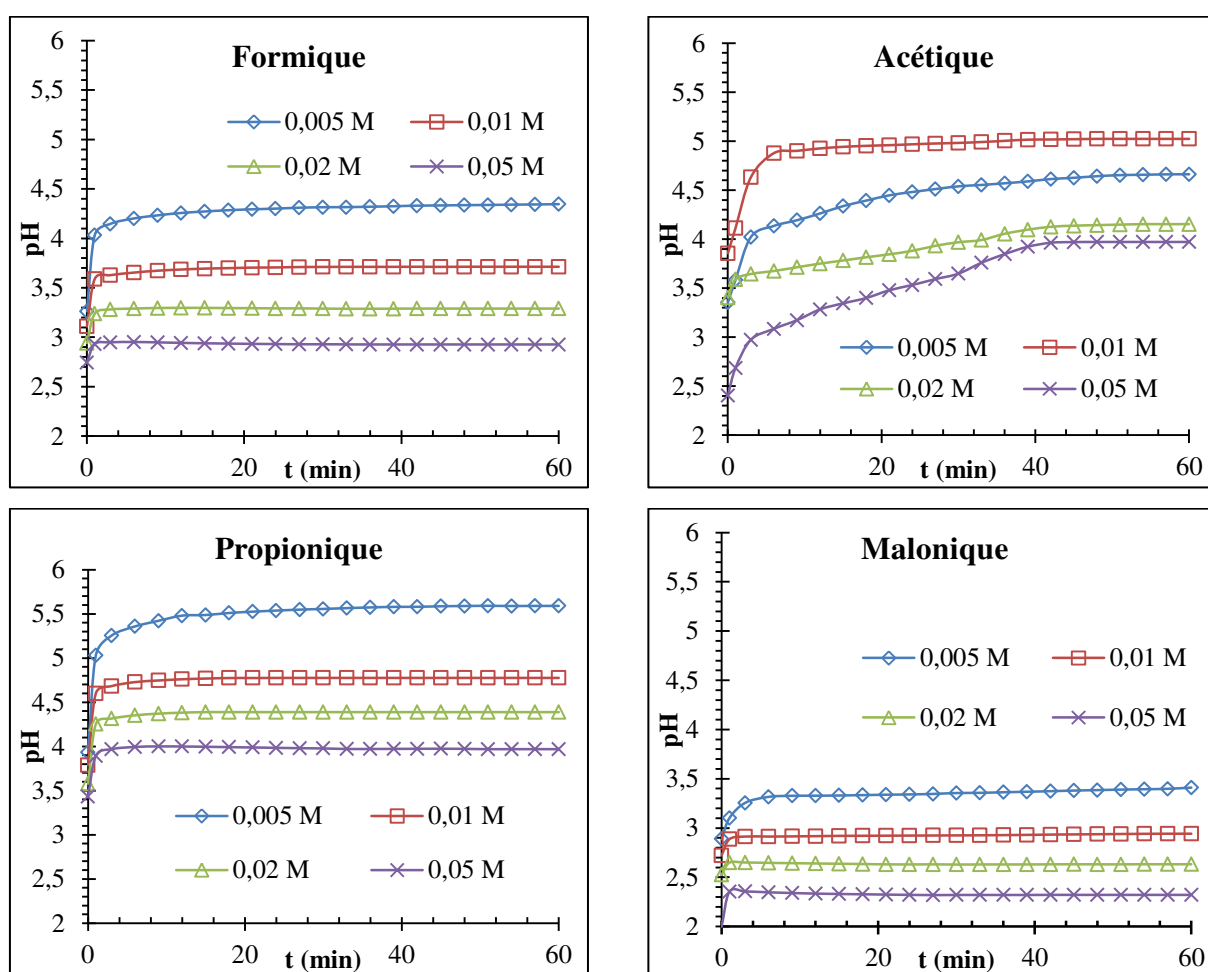 Formique
6
5,5
5
4,5
4
3,5
3
2,5
2
pH
0,005 M
0,01 M
0,02 M
0,05 M
0
20
40
60
t (min)
Acétique
6
5,5
5
4,5
4
3,5
3
2,5
2
pH
0,005 M
0,01 M
0,02 M
0,05 M
0
20
40
60
t (min)
Propionique
6
5,5
5
4,5
4
3,5
3
2,5
2
pH
0,005 M
0,01 M
0,02 M
0,05 M
0
20
40
60
t (min)
Malonique
6
5,5
5
4,5
4
3,5
3
2,5
2
pH
0,005 M
0,01 M
0,02 M
0,05 M
0
20
40
60
t (min)